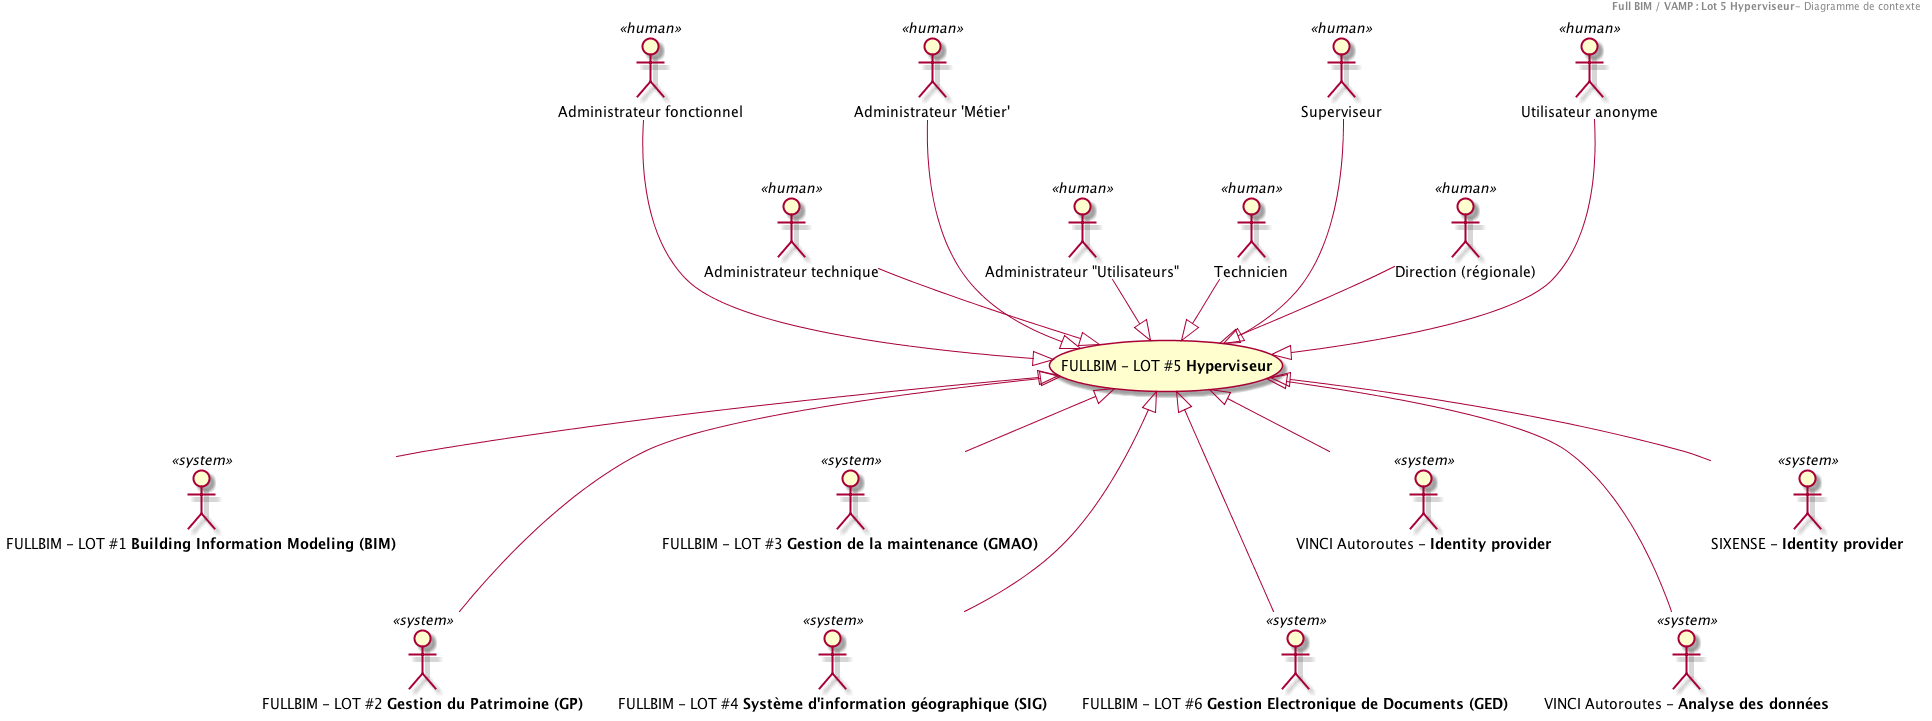 Full BIM / VAMP : Lot 5 Hyperviseur– Diagramme de contexte
«human» «human» «human» «human»
Administrateur fonctionnel Administrateur 'Métier' Superviseur Utilisateur anonyme
«human» «human» «human» «human»
Administrateur technique Administrateur "Utilisateurs" Technicien Direction (régionale)
FULLBIM – LOT #5 Hyperviseur
«system» «system» «system» «system»
FULLBIM – LOT #1 Building Information Modeling (BIM) FULLBIM – LOT #3 Gestion de la maintenance (GMAO) VINCI Autoroutes – Identity provider SIXENSE – Identity provider
«system» «system» «system» «system»
FULLBIM – LOT #2 Gestion du Patrimoine (GP) FULLBIM – LOT #4 Système d'information géographique (SIG) FULLBIM – LOT #6 Gestion Electronique de Documents (GED) VINCI Autoroutes – Analyse des données